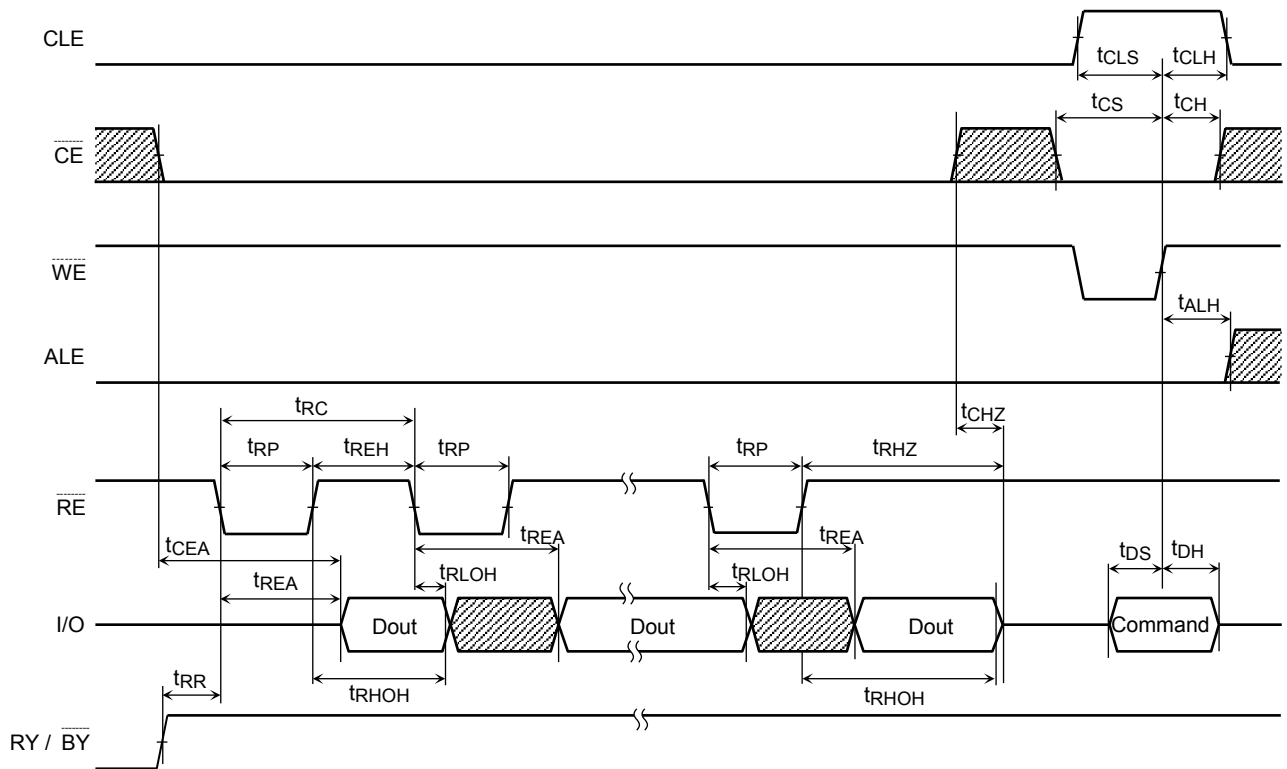 CLE
tCLS tCLH
tCS tCH
CE
WE
tALH
ALE
tRC
tCHZ
tRP tREH tRP tRP tRHZ
RE
tCEA tREA tREA
tDS tDH
tREA tRLOH tRLOH
I/O Dout Dout Dout Command
tRR tRHOH tRHOH
RY / BY